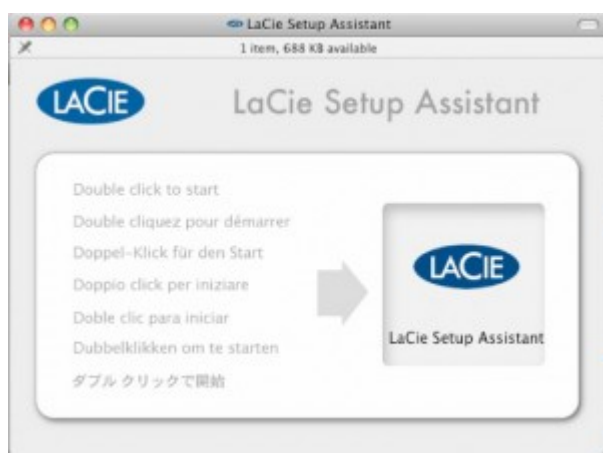 LaCie Setup Assistant
1 item, 688 KB available
LACIE
LaCie Setup Assistant
Double click to start
Double cliquez pour démarrer
Doppel-Klick für den Start
Doppio click per iniziare
Doble clic para iniciar
Dubbelklikken om te starten
ダブル クリックで開始
LACIE
LaCie Setup Assistant